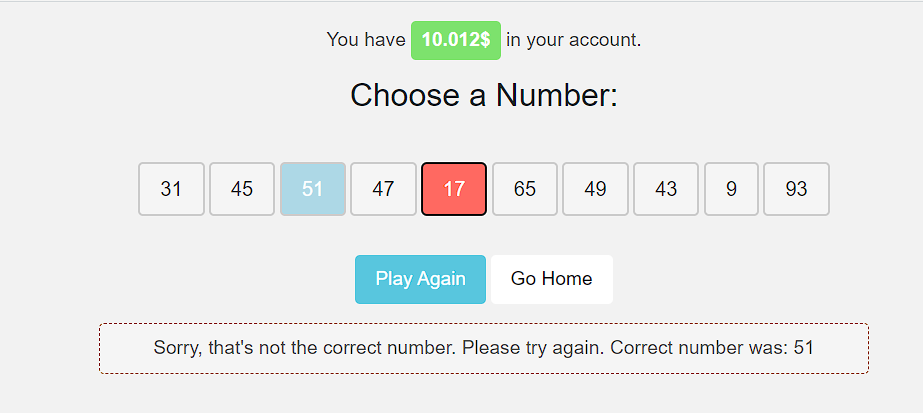 You have 10.012$ in your account.
Choose a Number:
31 45 51 47 17 65 49 43 9 93
Play Again Go Home
Sorry, that's not the correct number. Please try again. Correct number was: 51